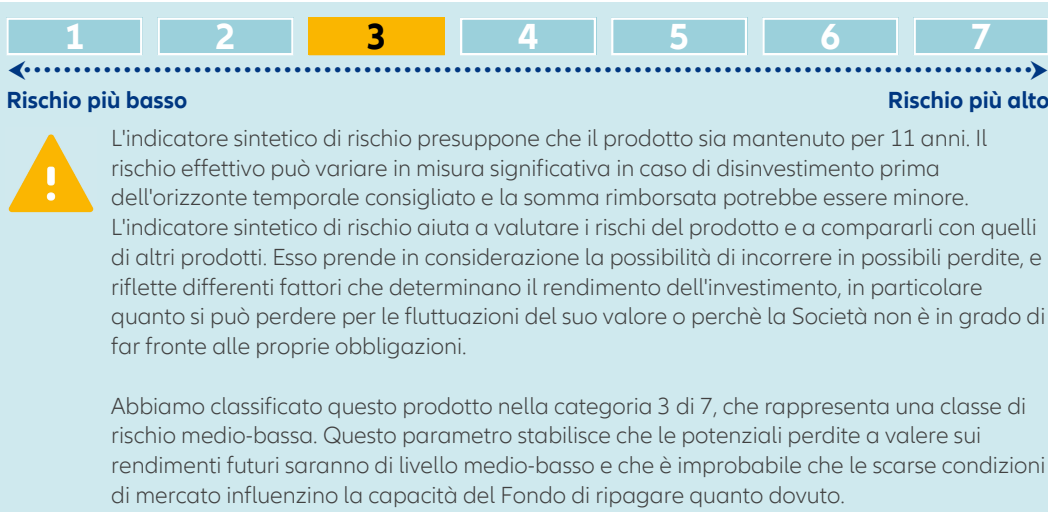 1 2 3 4 5 6 7
Rischio più basso Rischio più alto
L'indicatore sintetico di rischio presuppone che il prodotto sia mantenuto per 11 anni. Il
rischio effettivo può variare in misura significativa in caso di disinvestimento prima
dell'orizzonte temporale consigliato e la somma rimborsata potrebbe essere minore.
L'indicatore sintetico di rischio aiuta a valutare i rischi del prodotto e a compararli con quelli
di altri prodotti. Esso prende in considerazione la possibilità di incorrere in possibili perdite, e
riflette differenti fattori che determinano il rendimento dell'investimento, in particolare
quanto si può perdere per le fluttuazioni del suo valore o perchè la Società non è in grado di
far fronte alle proprie obbligazioni.
Abbiamo classificato questo prodotto nella categoria 3 di 7, che rappresenta una classe di
rischio medio-bassa. Questo parametro stabilisce che le potenziali perdite a valere sui
rendimenti futuri saranno di livello medio-basso e che è improbabile che le scarse condizioni
di mercato influenzino la capacità del Fondo di ripagare quanto dovuto.